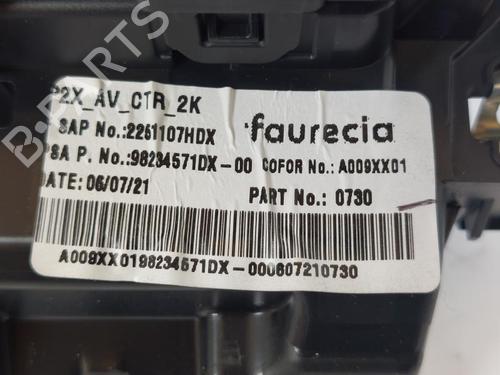 P2X_AV_CTR_2K
SAP No.:2251107HDX
faurecia
PSA P. No.:98234571DX-00 COFOR No.: A009XX01
DATE: 06/07/21
PART No.: 0730
A009XX0198234571DX-000607210730
B-Parts